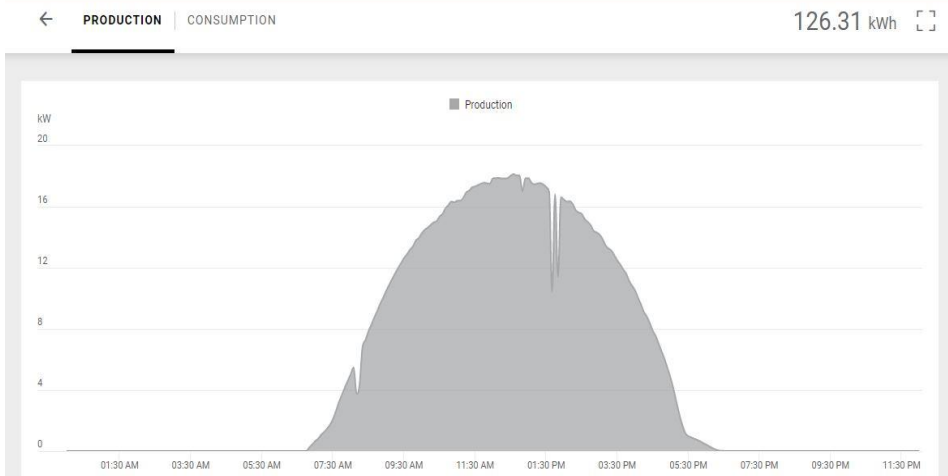 ← PRODUCTION | CONSUMPTION 126.31 kWh
Production
kW
20
16
12
8
4
0
01:30 AM 03:30 AM 05:30 AM 07:30 AM 09:30 AM 11:30 AM 01:30 PM 03:30 PM 05:30 PM 07:30 PM 09:30 PM 11:30 PM